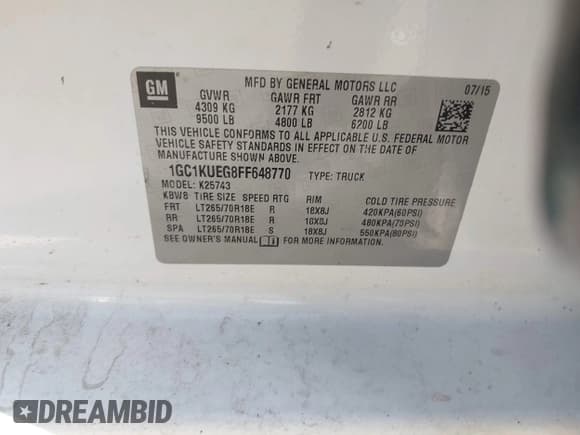 GM
MFD BY GENERAL MOTORS LLC 07/15
GVWR GAWR FRT GAWR RR
4309 KG 2177 KG 2812 KG
9500 LB 4800 LB 6200 LB
THIS VEHICLE CONFORMS TO ALL APPLICABLE U.S. FEDERAL MOTOR
VEHICLE SAFETY STANDARDS IN EFFECT ON THE DATE OF
MANUFACTURE SHOWN ABOVE.
1GC1KUEG8FF648770 TYPE: TRUCK
MODEL: K25743
KBW8 TIRE SIZE SPEED RTG RIM COLD TIRE PRESSURE
FRT LT265/70R18E R 18X8J 420KPA(60PSI)
RR LT265/70R18E R 18X8J 480KPA(70PSI)
SPA LT265/70R18E S 18X8J 550KPA(80PSI)
SEE OWNER'S MANUAL FOR MORE INFORMATION.
DREAMBID